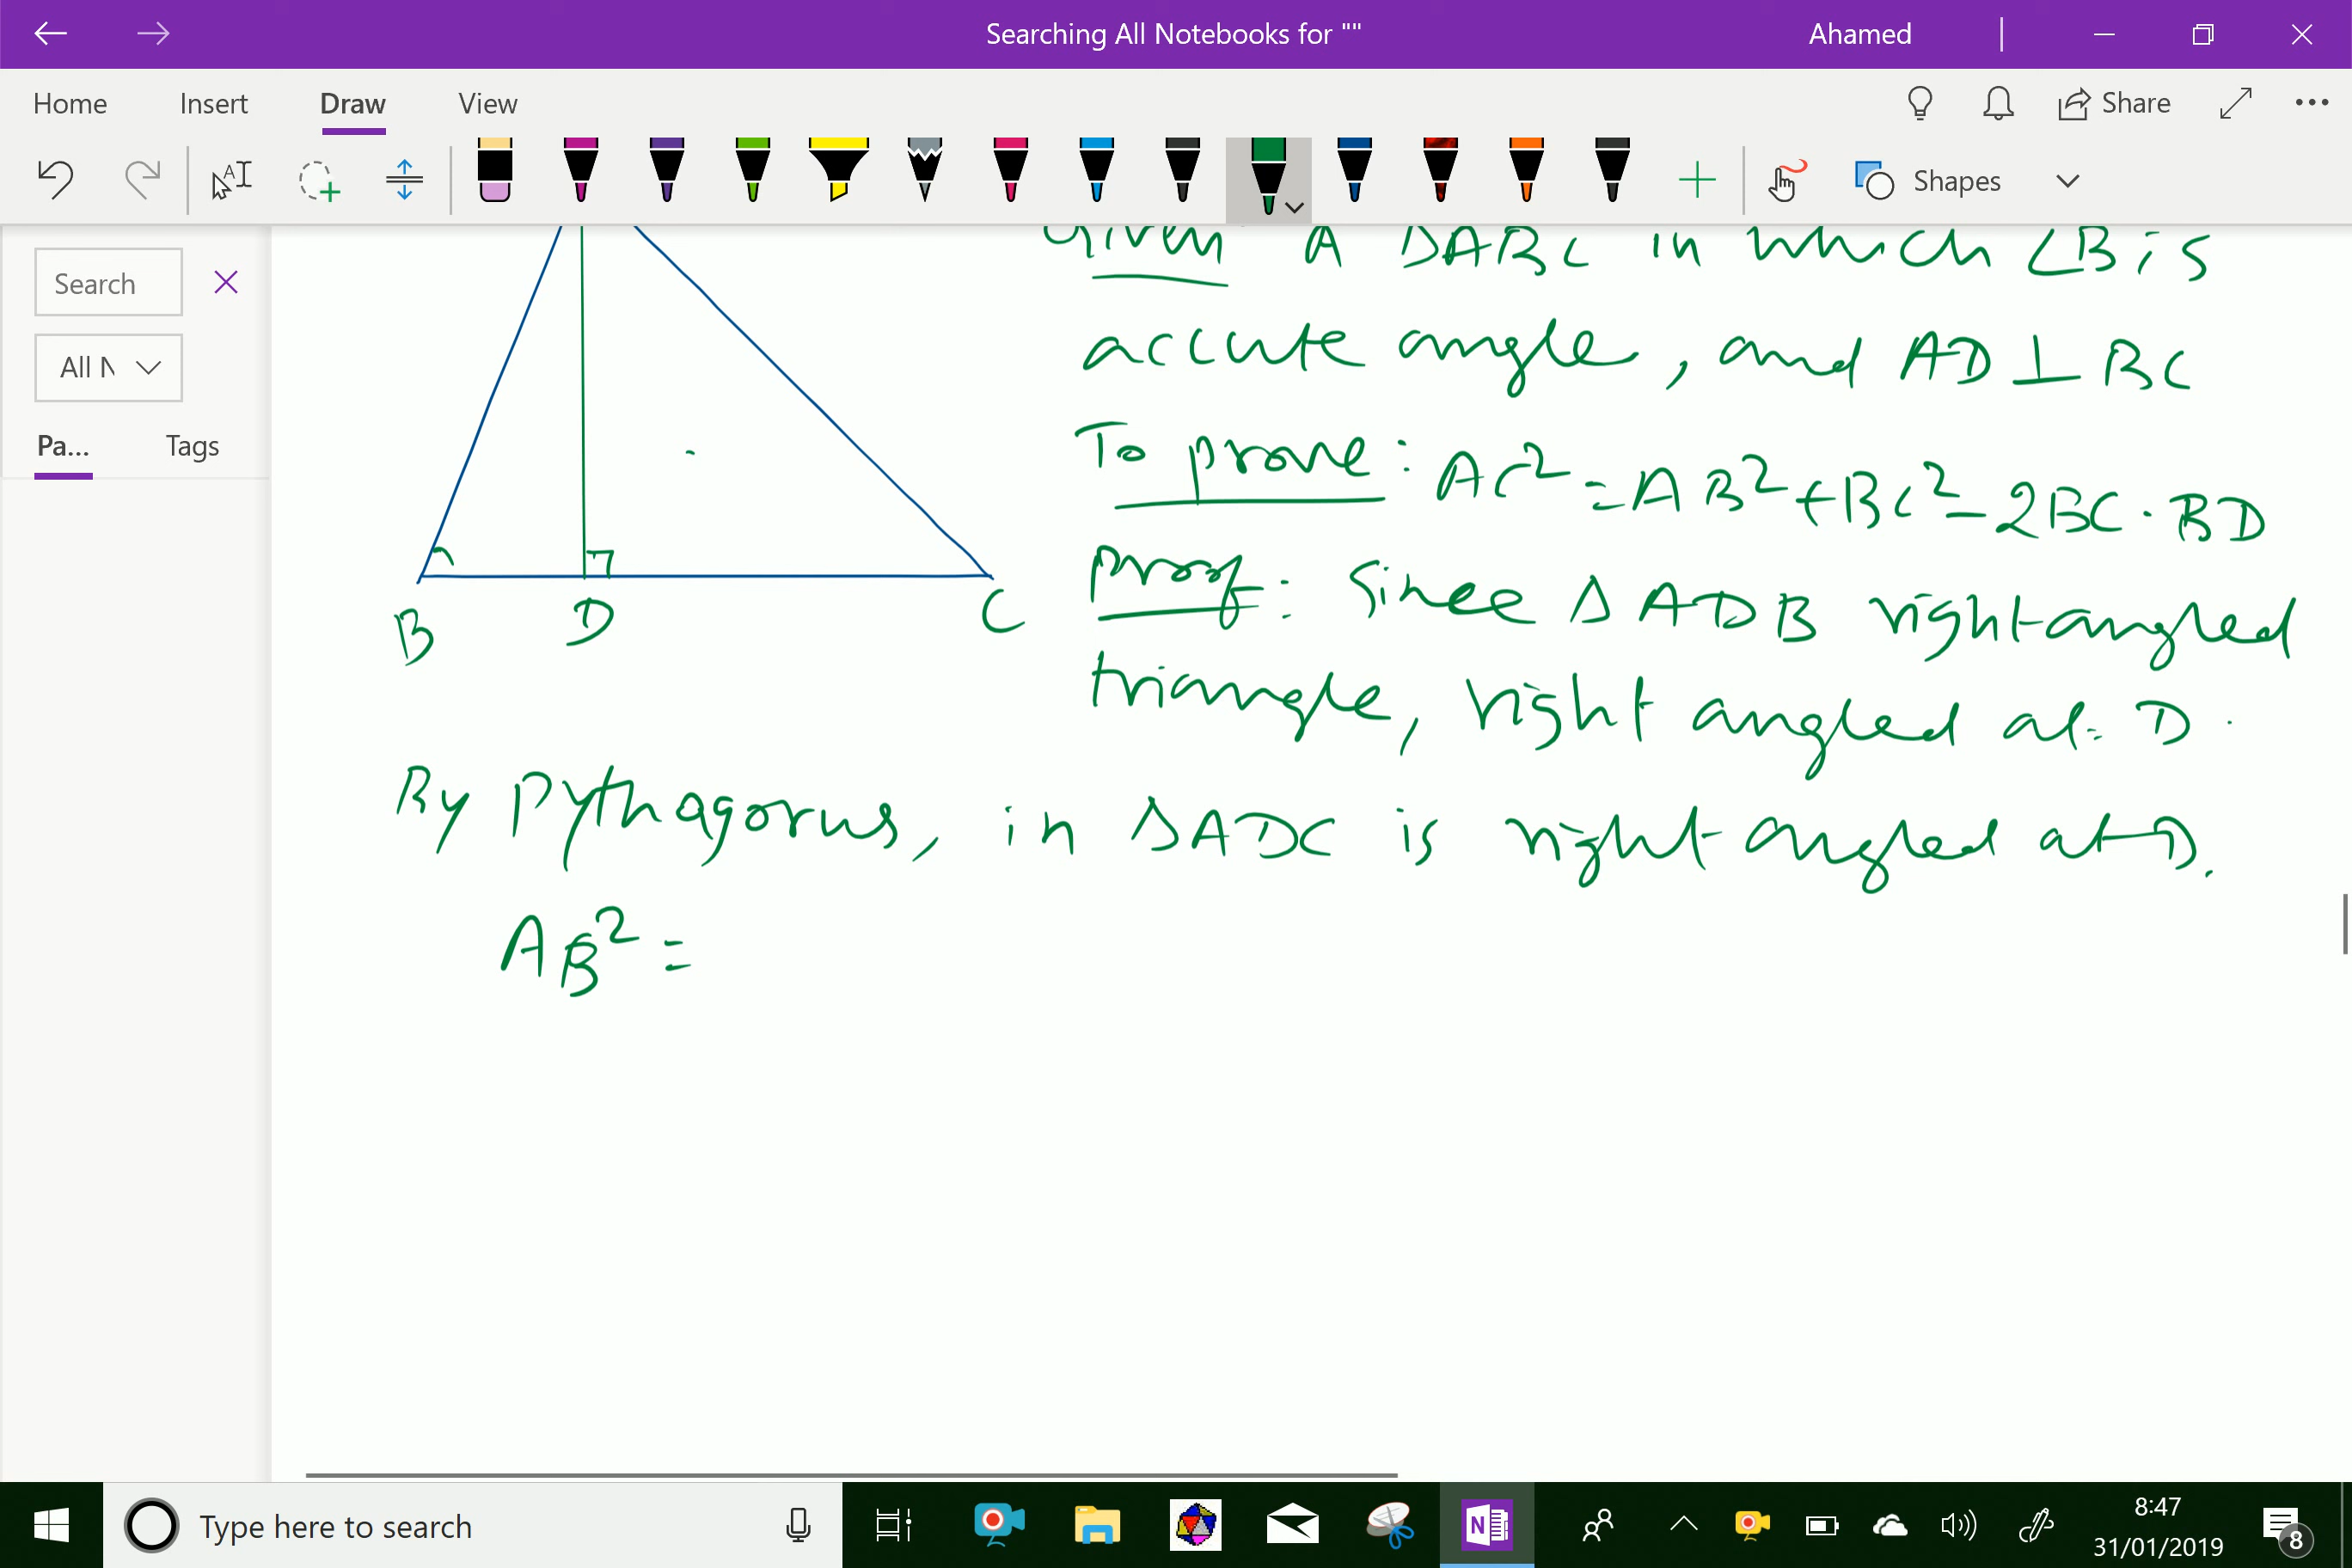 Searching All Notebooks for ""
Ahamed
Home Insert Draw View
Share
Shapes
Search
All N
Pa... Tags
Given A ΔABC in which ∠B is
accute angle, and AD⊥BC
To prove: AC² = AB² + BC² - 2BC·BD
Proof: Since ΔADB right angled
triangle, right angled at D.
B D C
By Pythagorus, in ΔADC is right angled at D.
AB² =
Type here to search
N
8:47
31/01/2019
8